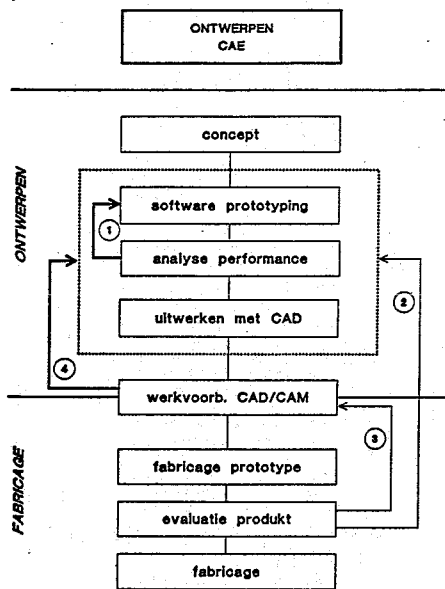 ONTWERPEN
CAE
concept
ONTWERPEN
software prototyping
1
analyse performance
2
uitwerken met CAD
4
werkvoorb. CAD/CAM
3
FABRICAGE
fabricage prototype
evaluatie produkt
fabricage